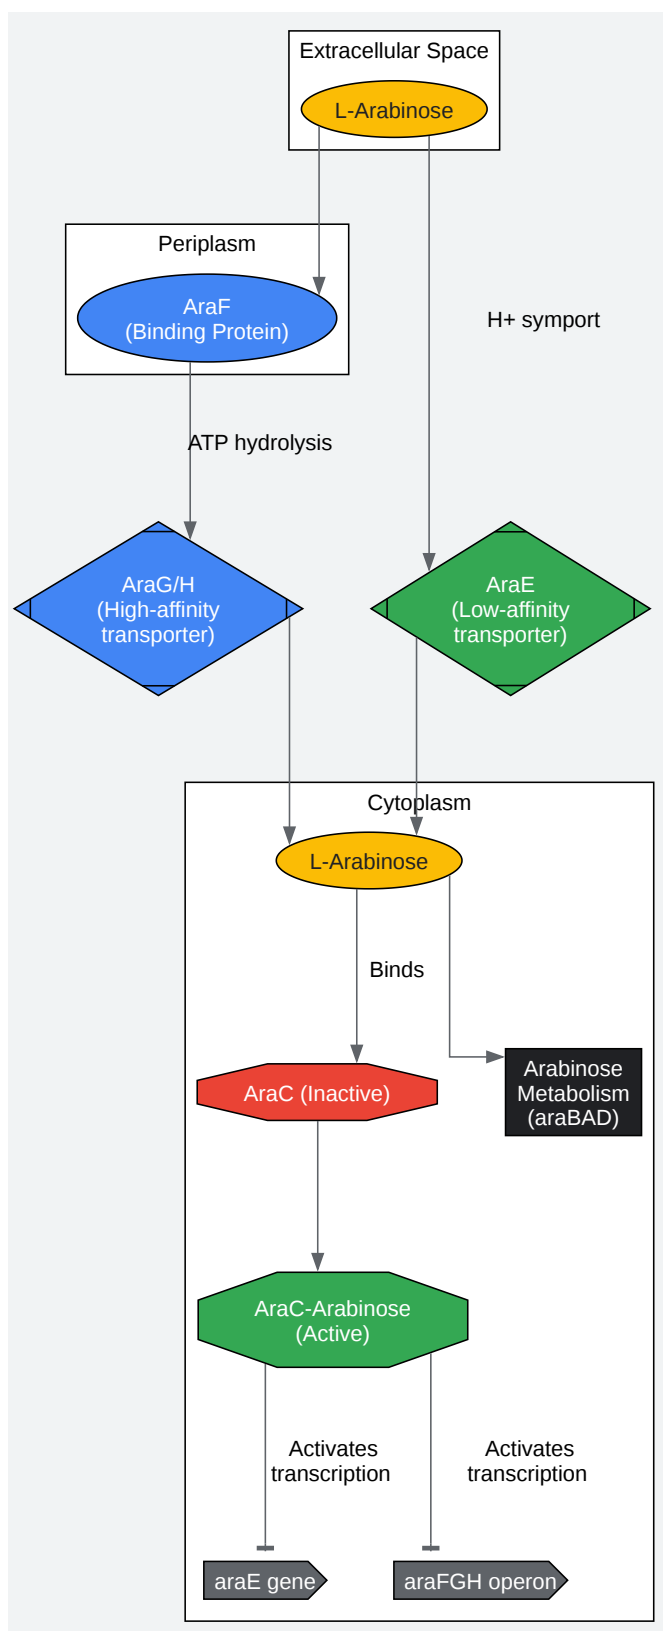 Extracellular Space
L-Arabinose
Periplasm
AraF
(Binding Protein)
H+ symport
ATP hydrolysis
AraG/H
(High-affinity
transporter)
AraE
(Low-affinity
transporter)
Cytoplasm
L-Arabinose
Binds
AraC (Inactive)
Arabinose
Metabolism
(araBAD)
AraC-Arabinose
(Active)
Activates
transcription
Activates
transcription
araE gene
araFGH operon